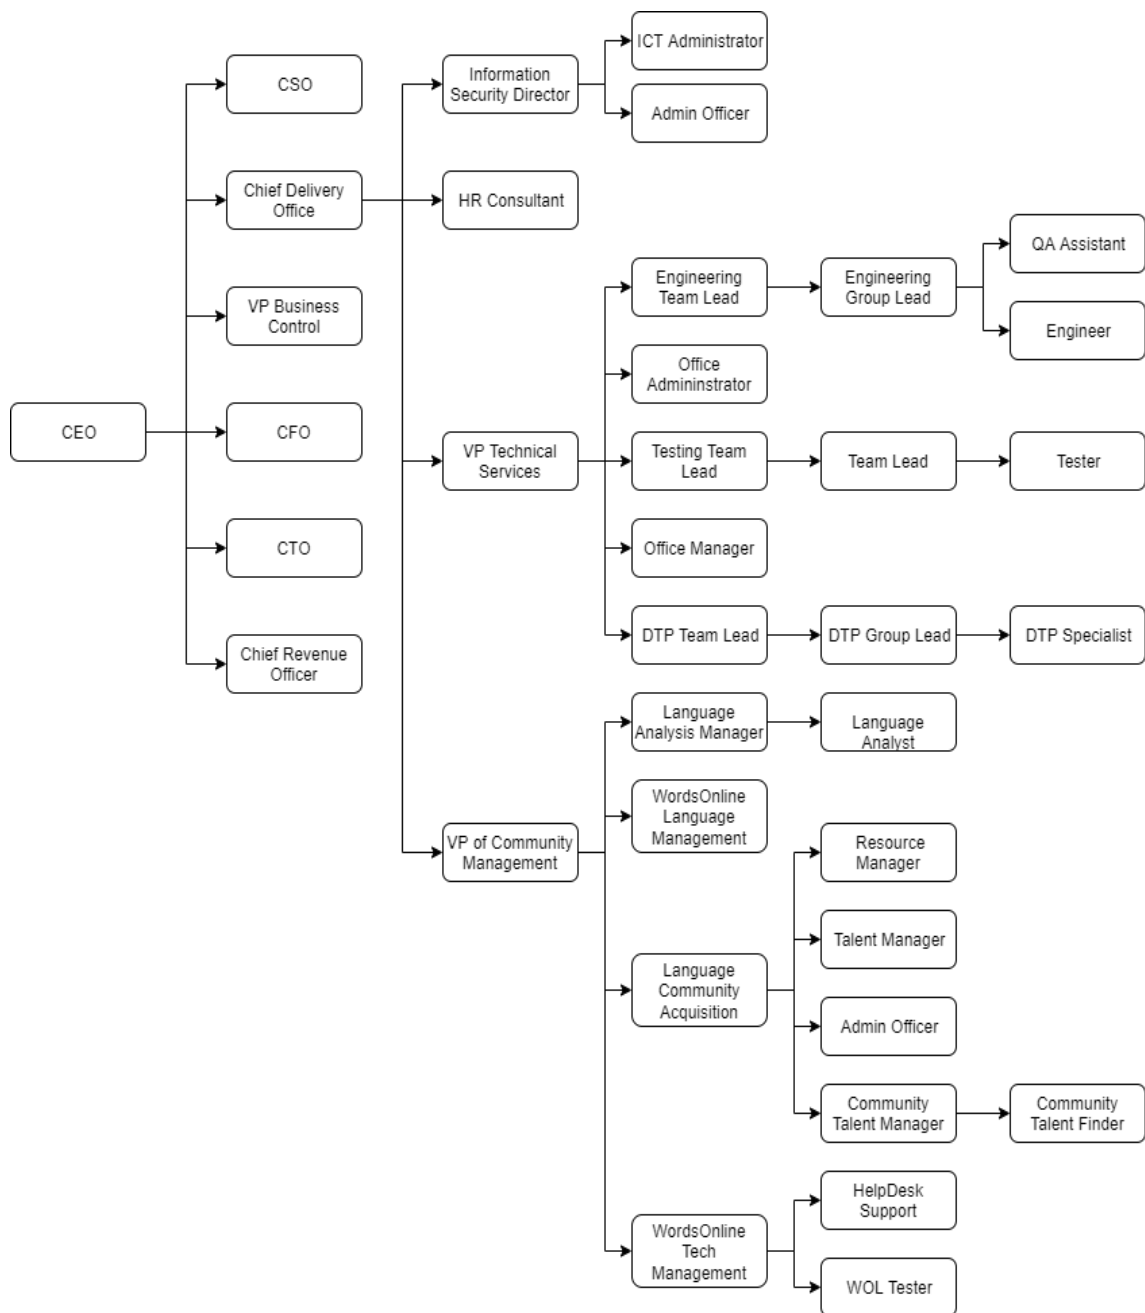 ICT Administrator
CSO
Information
Security Director
Admin Officer
Chief Delivery
Office
HR Consultant
QA Assistant
Engineering
Team Lead
Engineering
Group Lead
VP Business
Control
Engineer
Office
Admininstrator
CEO
CFO
VP Technical
Services
Testing Team
Lead
Team Lead
Tester
CTO
Office Manager
Chief Revenue
Officer
DTP Team Lead
DTP Group Lead
DTP Specialist
Language
Analysis Manager
Language
Analyst
WordsOnline
Language
Management
VP of Community
Management
Resource
Manager
Talent Manager
Language
Community
Acquisition
Admin Officer
Community
Talent Manager
Community
Talent Finder
HelpDesk
Support
WordsOnline
Tech
Management
WOL Tester